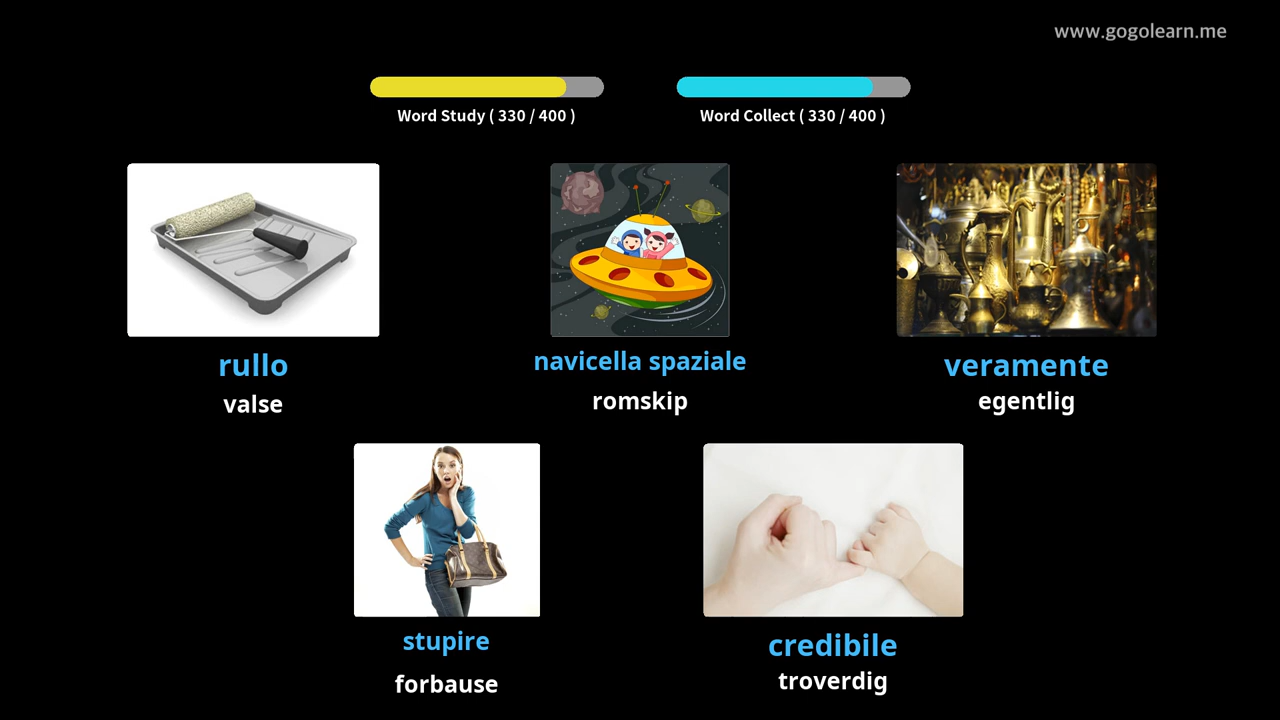 www.gogolearn.me
Word Study ( 330 / 400 )
Word Collect ( 330 / 400 )
rullo
valse
navicella spaziale
romskip
veramente
egentlig
stupire
forbause
credibile
troverdig